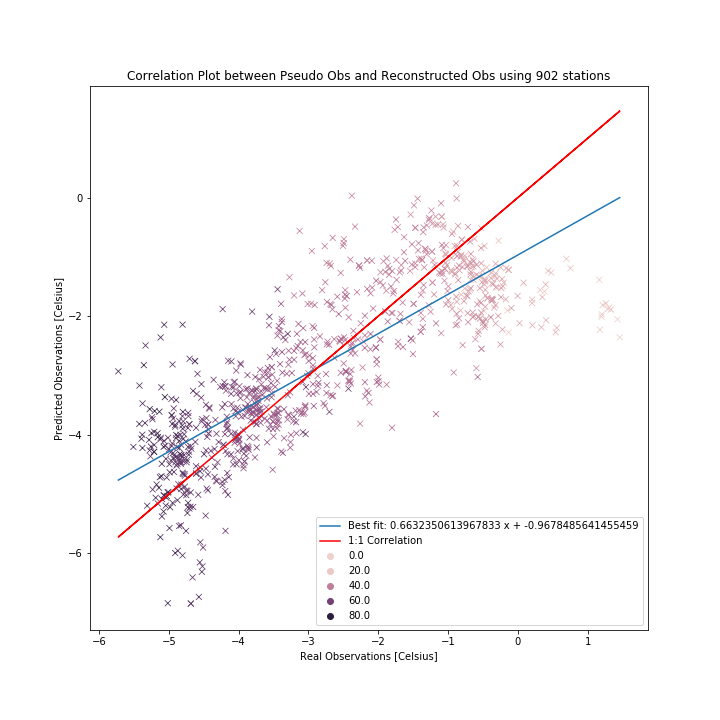 Correlation Plot between Pseudo Obs and Reconstructed Obs using 902 stations
0
−2
−4
−6
Predicted Observations [Celsius]
Best fit: 0.6632350613967833 x + -0.9678485641455459
1:1 Correlation
0.0
20.0
40.0
60.0
80.0
−6 −5 −4 −3 −2 −1 0 1
Real Observations [Celsius]